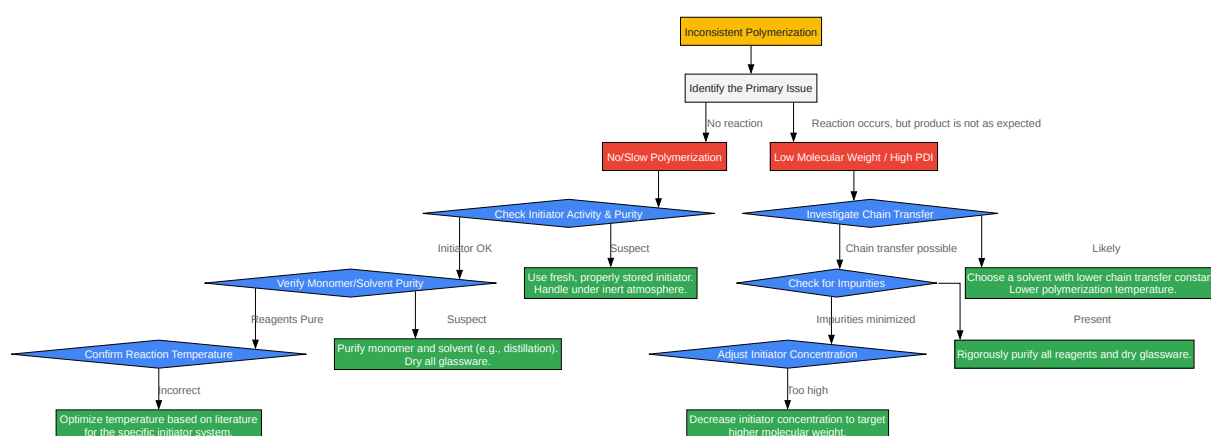 Inconsistent Polymerization
Identify the Primary Issue
No reaction
Reaction occurs, but product is not as expected
No/Slow Polymerization
Low Molecular Weight / High PDI
Check Initiator Activity & Purity
Investigate Chain Transfer
Initiator OK
Suspect
Chain transfer possible
Likely
Verify Monomer/Solvent Purity
Use fresh, properly stored initiator.
Handle under inert atmosphere.
Check for Impurities
Choose a solvent with lower chain transfer constan
Lower polymerization temperature.
Reagents Pure
Suspect
Impurities minimized
Present
Confirm Reaction Temperature
Purify monomer and solvent (e.g., distillation).
Dry all glassware.
Adjust Initiator Concentration
Rigorously purify all reagents and dry glassware.
Incorrect
Too high
Optimize temperature based on literature
for the specific initiator system.
Decrease initiator concentration to target
higher molecular weight.